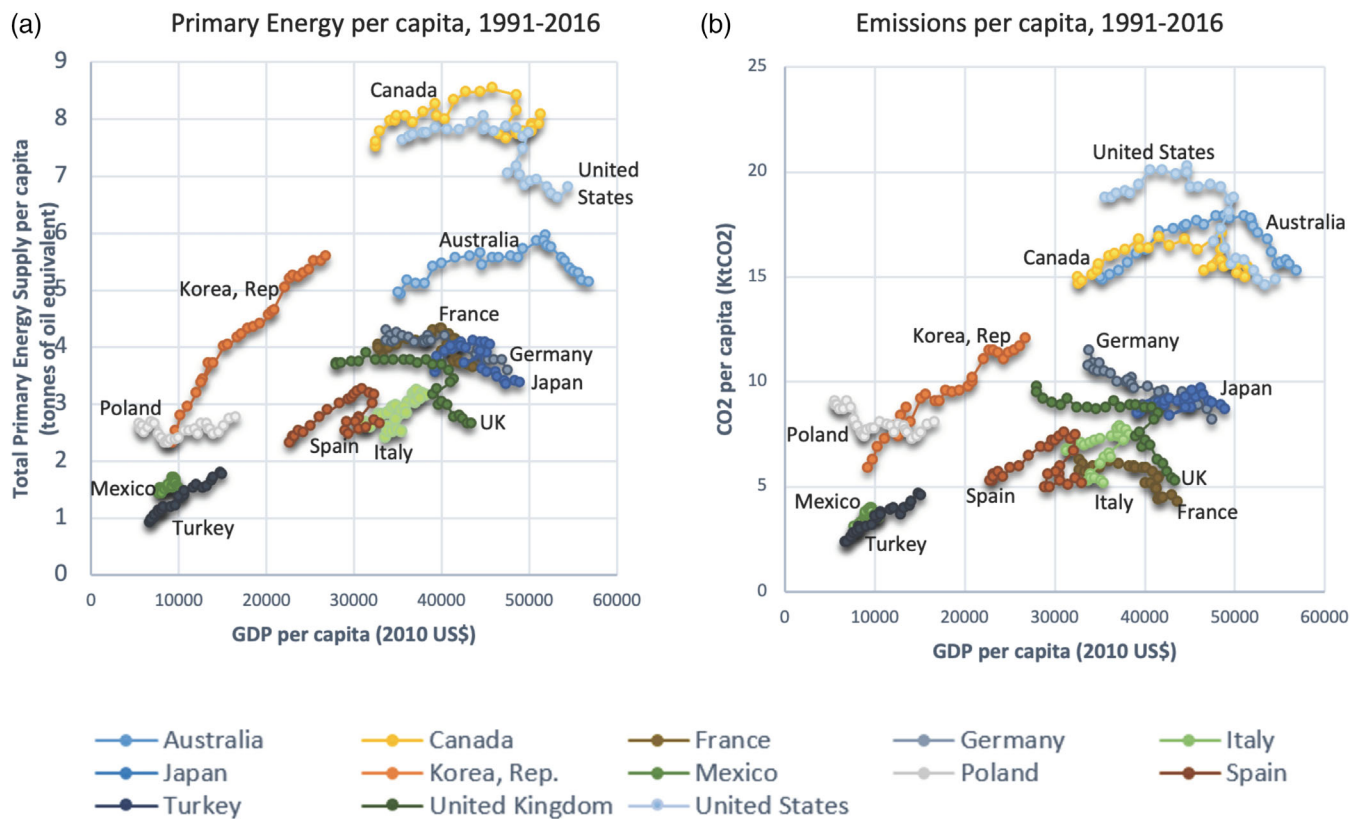 (a) Primary Energy per capita, 1991-2016
Total Primary Energy Supply per capita
(tonnes of oil equivalent)
9
8
7
6
5
4
3
2
1
0
Canada
United
States
Australia
Korea, Rep
France
Germany
Japan
Poland
UK
Spain
Italy
Mexico
Turkey
0 10000 20000 30000 40000 50000 60000
GDP per capita (2010 US$)
(b) Emissions per capita, 1991-2016
CO2 per capita (KtCO2)
25
20
15
10
5
0
United States
Australia
Canada
Korea, Rep
Germany
Japan
Poland
Spain
UK
Italy
France
Mexico
Turkey
0 10000 20000 30000 40000 50000 60000
GDP per capita (2010 US$)
Australia Canada France Germany Italy
Japan Korea, Rep. Mexico Poland Spain
Turkey United Kingdom United States